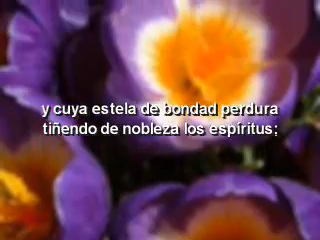 y cuya estela de bondad perdura
tiñendo de nobleza los espíritus;